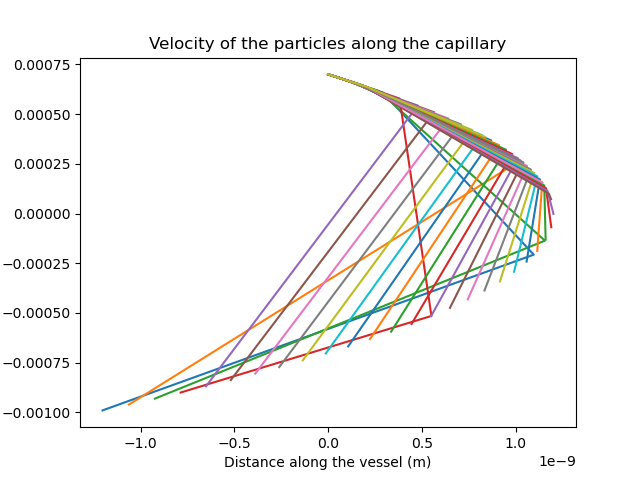 Velocity of the particles along the capillary
0.00075
0.00050
0.00025
0.00000
−0.00025
−0.00050
−0.00075
−0.00100
−1.0 −0.5 0.0 0.5 1.0
1e−9
Distance along the vessel (m)